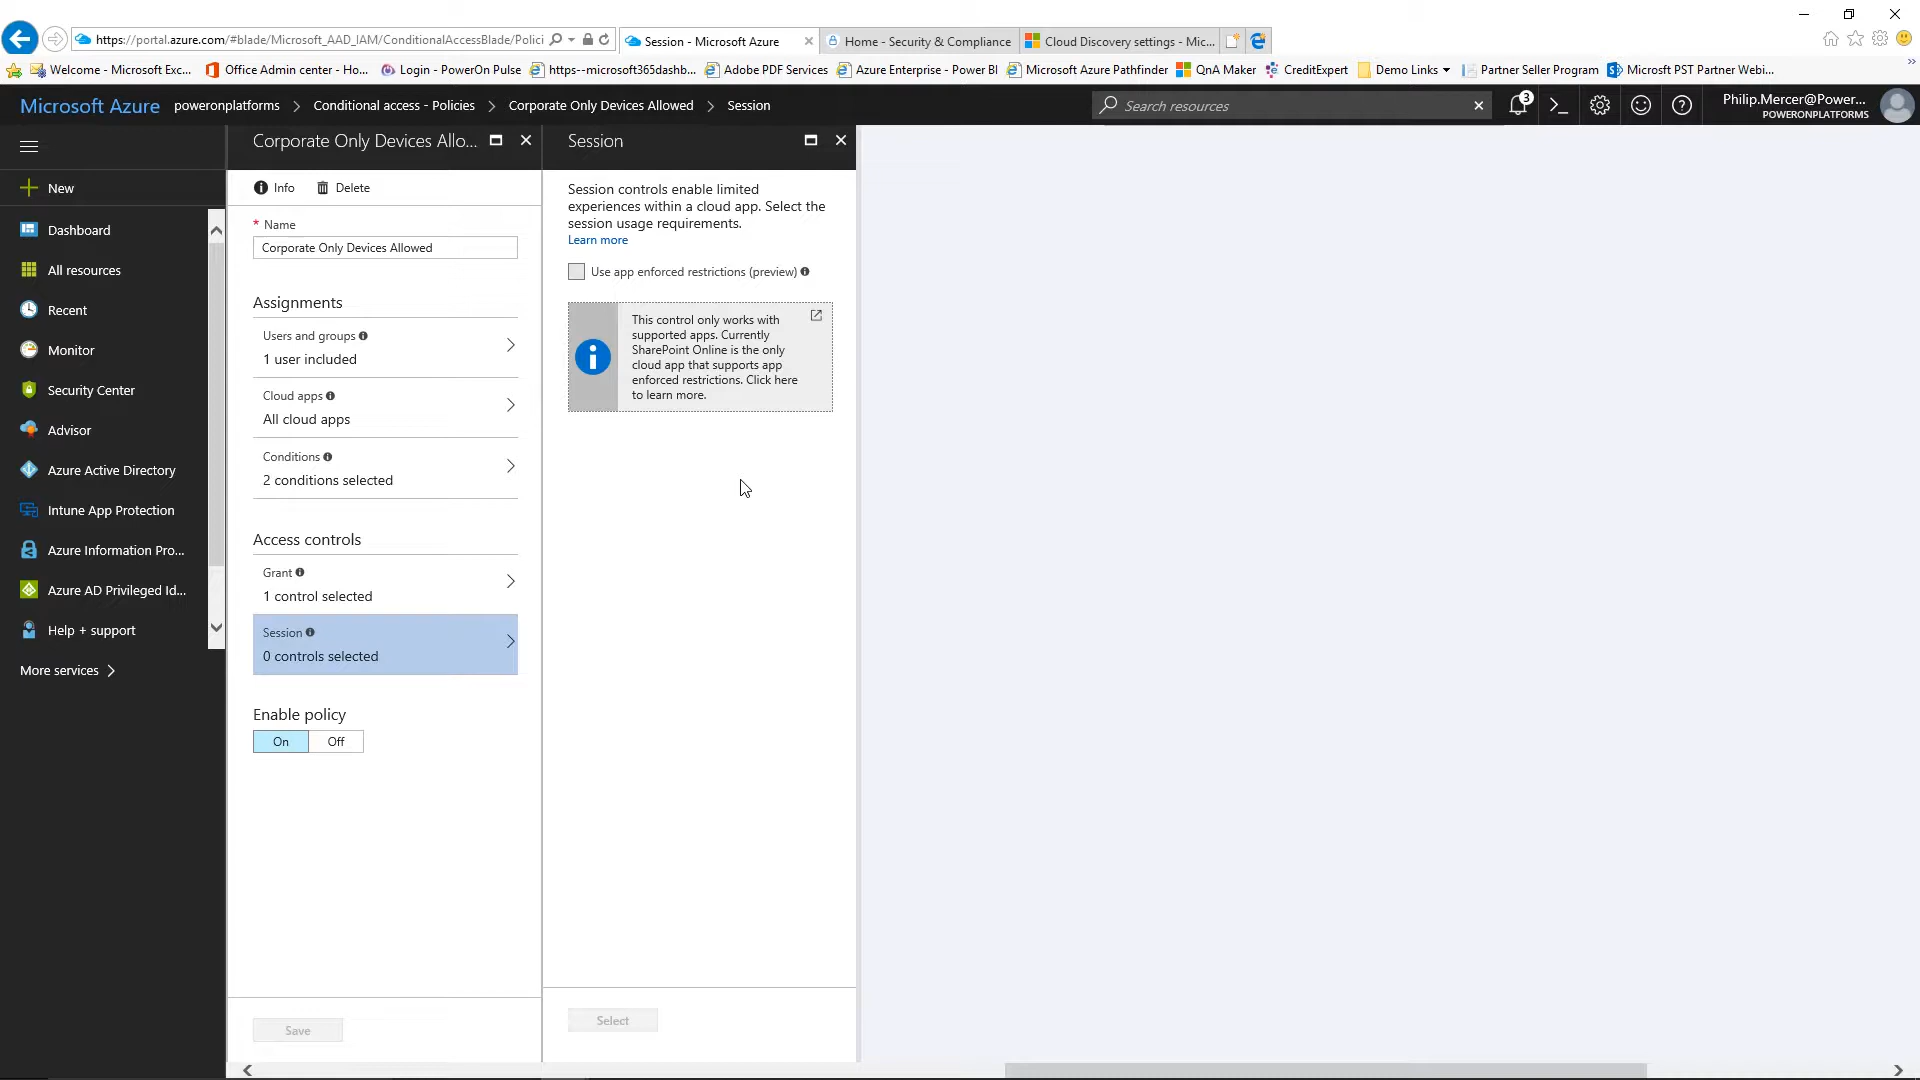 https://portal.azure.com/#blade/Microsoft_AAD_IAM/ConditionalAccessBlade/Polici
Session - Microsoft Azure
Home - Security & Compliance
Cloud Discovery settings - Mic...
Welcome - Microsoft Exc...
Office Admin center - Ho...
Login - PowerOn Pulse
https--microsoft365dashb...
Adobe PDF Services
Azure Enterprise - Power BI
Microsoft Azure Pathfinder
QnA Maker
CreditExpert
Demo Links
Partner Seller Program
Microsft PST Partner Webi...
Microsoft Azure
poweronplatforms
Conditional access - Policies
Corporate Only Devices Allowed
Session
Search resources
3
Philip.Mercer@Power...
POWERONPLATFORMS
New
Dashboard
All resources
Recent
Monitor
Security Center
Advisor
Azure Active Directory
Intune App Protection
Azure Information Pro...
Azure AD Privileged Id...
Help + support
More services
Corporate Only Devices Allo...
Info
Delete
* Name
Corporate Only Devices Allowed
Assignments
Users and groups
1 user included
Cloud apps
All cloud apps
Conditions
2 conditions selected
Access controls
Grant
1 control selected
Session
0 controls selected
Enable policy
On
Off
Save
Session
Session controls enable limited
experiences within a cloud app. Select the
session usage requirements.
Learn more
Use app enforced restrictions (preview)
This control only works with
supported apps. Currently
SharePoint Online is the only
cloud app that supports app
enforced restrictions. Click here
to learn more.
Select